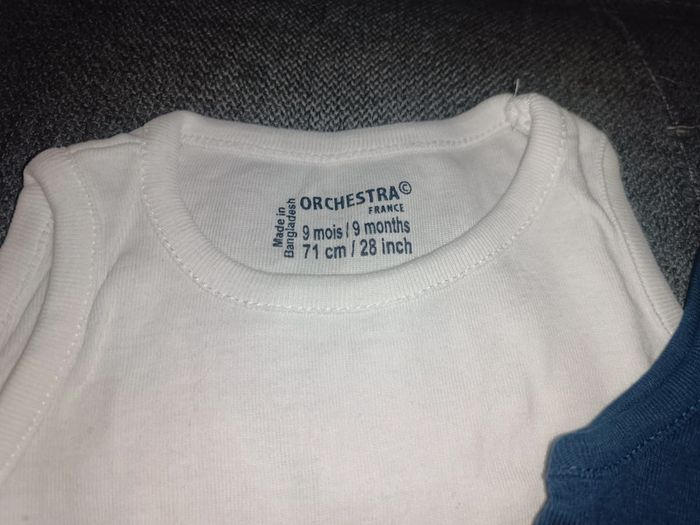 Made in
Bangladesh
ORCHESTRA©
FRANCE
9 mois / 9 months
71 cm / 28 inch